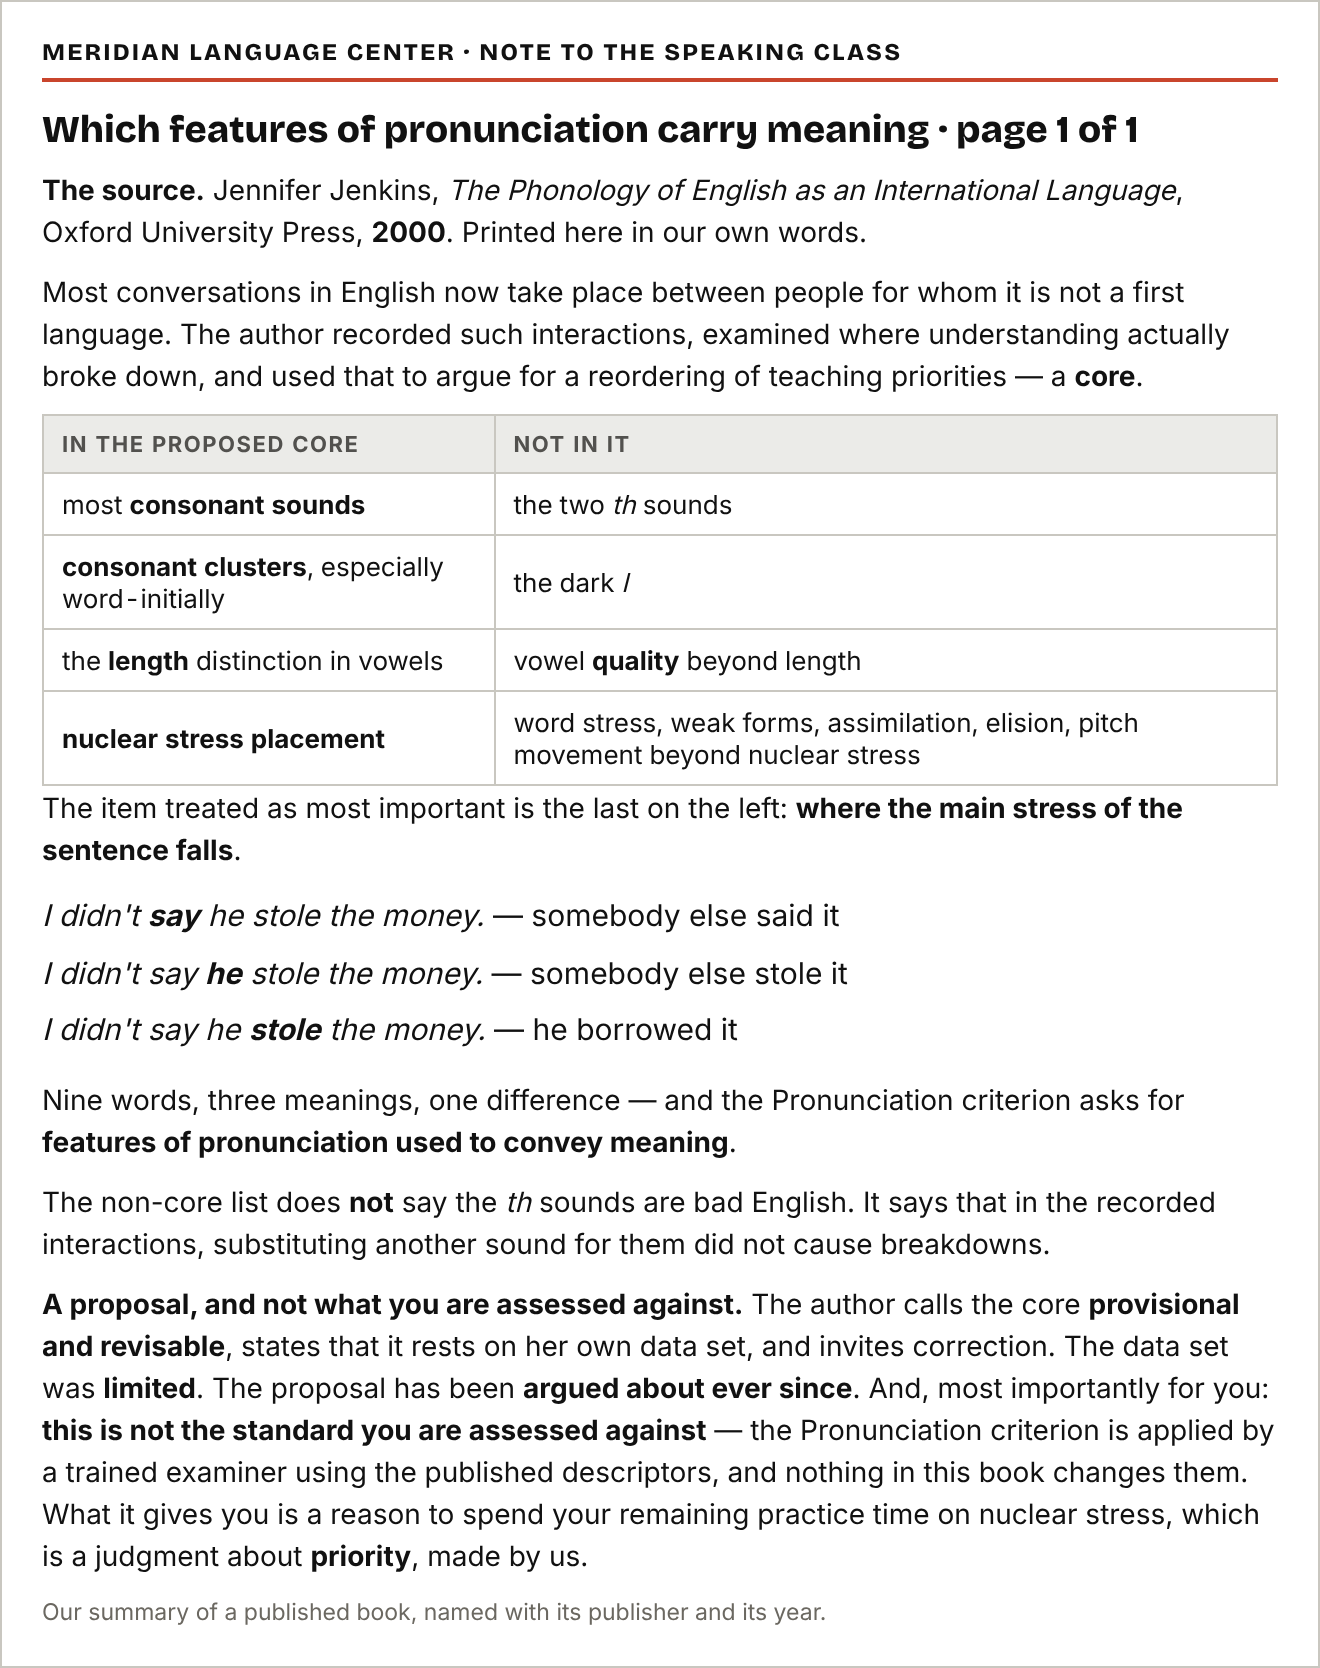 MERIDIAN LANGUAGE CENTER · NOTE TO THE SPEAKING CLASS
Which features of pronunciation carry meaning · page 1 of 1
The source. Jennifer Jenkins, The Phonology of English as an International Language,
Oxford University Press, 2000. Printed here in our own words.
Most conversations in English now take place between people for whom it is not a first
language. The author recorded such interactions, examined where understanding actually
broke down, and used that to argue for a reordering of teaching priorities — a core.
IN THE PROPOSED CORE
NOT IN IT
most consonant sounds
the two th sounds
consonant clusters, especially
word-initially
the dark l
the length distinction in vowels
vowel quality beyond length
nuclear stress placement
word stress, weak forms, assimilation, elision, pitch
movement beyond nuclear stress
The item treated as most important is the last on the left: where the main stress of the
sentence falls.
I didn't say he stole the money. — somebody else said it
I didn't say he stole the money. — somebody else stole it
I didn't say he stole the money. — he borrowed it
Nine words, three meanings, one difference — and the Pronunciation criterion asks for
features of pronunciation used to convey meaning.
The non-core list does not say the th sounds are bad English. It says that in the recorded
interactions, substituting another sound for them did not cause breakdowns.
A proposal, and not what you are assessed against. The author calls the core provisional
and revisable, states that it rests on her own data set, and invites correction. The data set
was limited. The proposal has been argued about ever since. And, most importantly for you:
this is not the standard you are assessed against — the Pronunciation criterion is applied by
a trained examiner using the published descriptors, and nothing in this book changes them.
What it gives you is a reason to spend your remaining practice time on nuclear stress, which
is a judgment about priority, made by us.
Our summary of a published book, named with its publisher and its year.